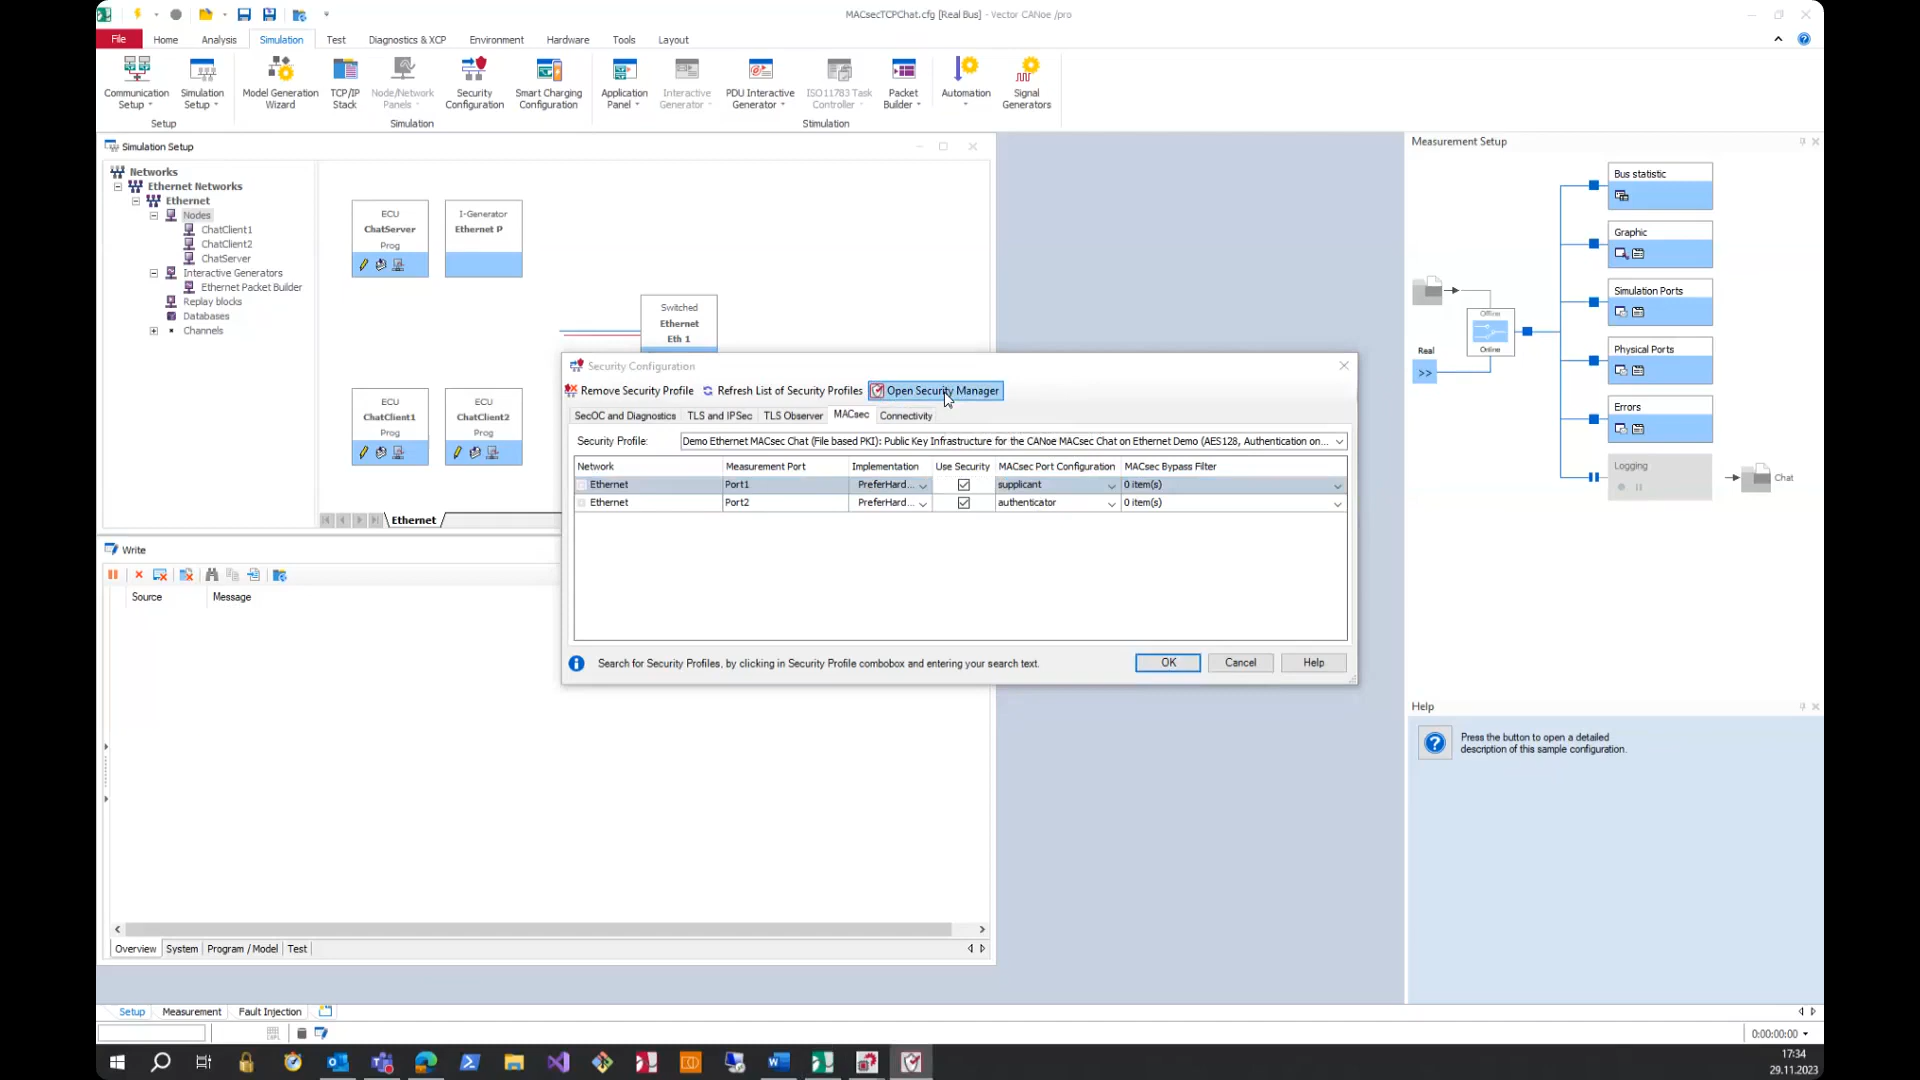 MACsecTCPChat.cfg [Real Bus] - Vector CANoe /pro
File Home Analysis Simulation Test Diagnostics & XCP Environment Hardware Tools Layout
Communication Setup
Simulation Setup
Model Generation Wizard
TCP/IP Stack
Node/Network Panels
Security Configuration
Smart Charging Configuration
Application Panel
Interactive Generator
PDU Interactive Generator
ISO11783 Task Controller
Packet Builder
Automation
Signal Generators
Setup
Simulation
Stimulation
Simulation Setup
Networks
Ethernet Networks
Ethernet
Nodes
ChatClient1
ChatClient2
ChatServer
Interactive Generators
Ethernet Packet Builder
Replay blocks
Databases
Channels
ECU
ChatServer
Prog
I-Generator
Ethernet P
Switched
Ethernet
Eth 1
ECU
ChatClient1
Prog
ECU
ChatClient2
Prog
Ethernet
Security Configuration
Remove Security Profile Refresh List of Security Profiles Open Security Manager
SecOC and Diagnostics TLS and IPSec TLS Observer MACsec Connectivity
Security Profile: Demo Ethernet MACsec Chat (File based PKI): Public Key Infrastructure for the CANoe MACsec Chat on Ethernet Demo (AES128, Authentication on...
Network Measurement Port Implementation Use Security MACsec Port Configuration MACsec Bypass Filter
Ethernet Port1 PreferHard... supplicant 0 item(s)
Ethernet Port2 PreferHard... authenticator 0 item(s)
Search for Security Profiles, by clicking in Security Profile combobox and entering your search text.
OK Cancel Help
Write
Source Message
Overview System Program / Model Test
Measurement Setup
Bus statistic
Graphic
Simulation Ports
Physical Ports
Errors
Logging
Chat
Offline
Online
Real
>>
Help
Press the button to open a detailed
description of this sample configuration.
Setup Measurement Fault Injection
0:00:00:00
17:34
29.11.2023